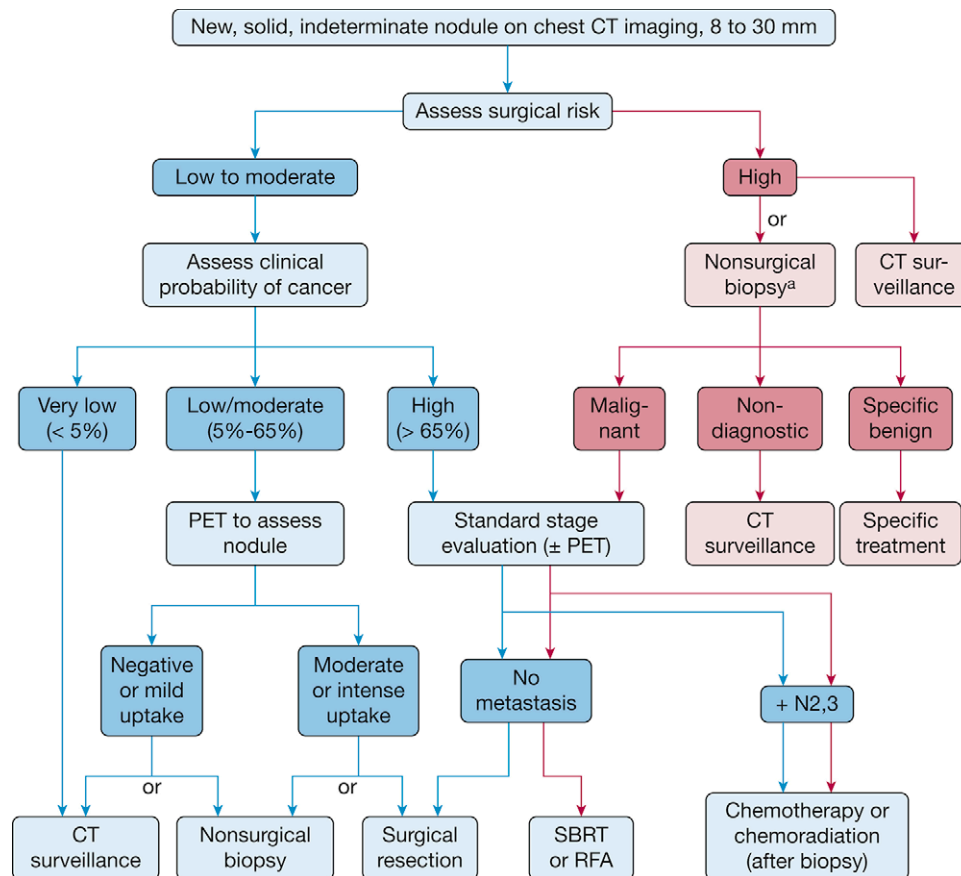 New, solid, indeterminate nodule on chest CT imaging, 8 to 30 mm
Assess surgical risk
Low to moderate
High
or
Assess clinical
probability of cancer
Nonsurgical
biopsyᵃ
CT sur-
veillance
Very low
(< 5%)
Low/moderate
(5%-65%)
High
(> 65%)
Malig-
nant
Non-
diagnostic
Specific
benign
PET to assess
nodule
Standard stage
evaluation (± PET)
CT
surveillance
Specific
treatment
Negative
or mild
uptake
Moderate
or intense
uptake
No
metastasis
+ N2,3
or
or
CT
surveillance
Nonsurgical
biopsy
Surgical
resection
SBRT
or RFA
Chemotherapy or
chemoradiation
(after biopsy)